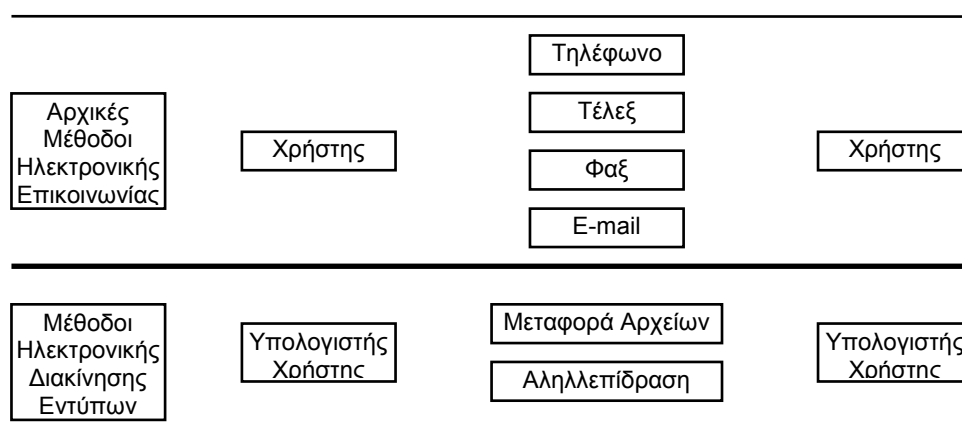 Τηλέφωνο
Αρχικές
Μέθοδοι
Ηλεκτρονικής
Επικοινωνίας
Χρήστης
Τέλεξ
Φαξ
E-mail
Χρήστης
Μέθοδοι
Ηλεκτρονικής
Διακίνησης
Εντύπων
Υπολογιστής
Χρήστης
Μεταφορά Αρχείων
Αληλλεπίδραση
Υπολογιστής
Χρήστης